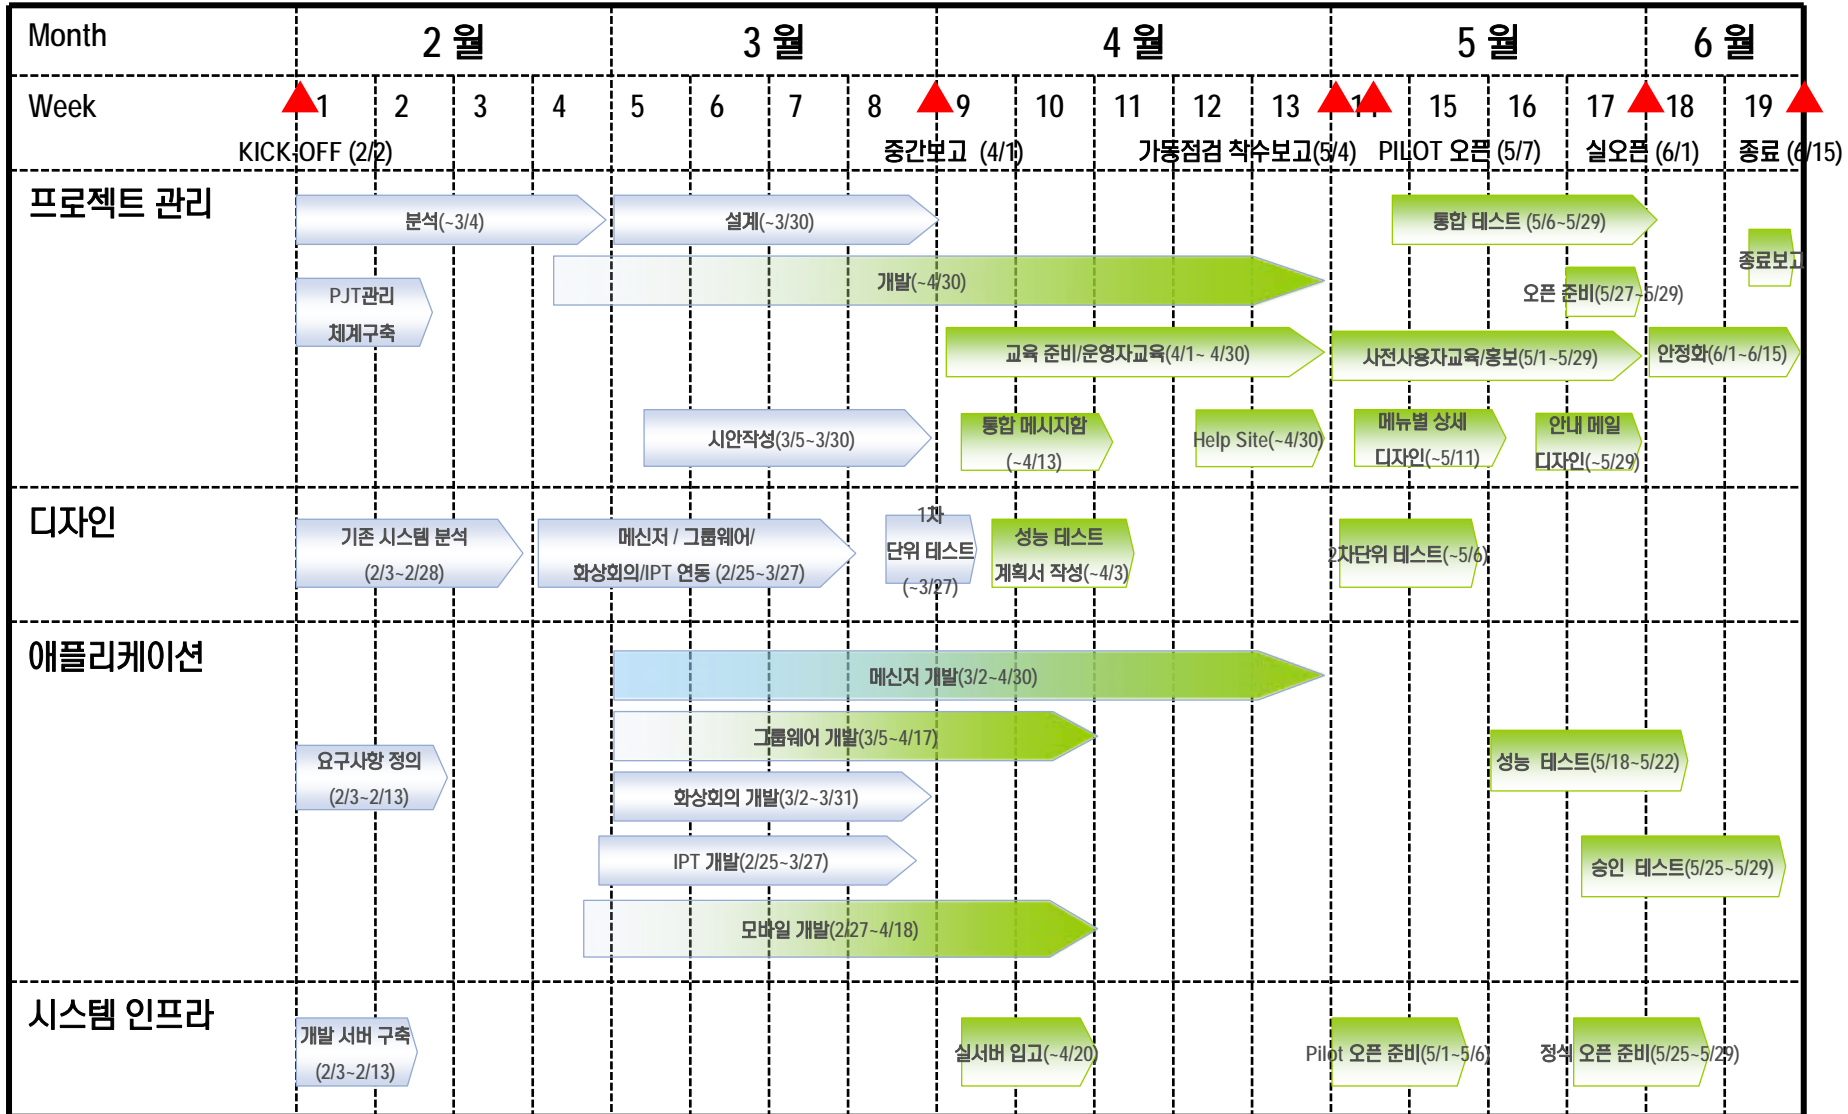 Month
2 월
3 월
4 월
5 월
6 월
Week
1
2
3
4
5
6
7
8
9
10
11
12
13
15
16
17
18
19
KICK-OFF (2/2)
중간보고 (4/1)
가동점검 착수보고(5/4)
PILOT 오픈 (5/7)
실오픈 (6/1)
종료 (6/15)
프로젝트 관리
분석(~3/4)
설계(~3/30)
통합 테스트 (5/6~5/29)
종료보고
개발(~4/30)
PJT관리
체계구축
오픈 준비(5/27~5/29)
교육 준비/운영자교육(4/1~ 4/30)
사전사용자교육/홍보(5/1~5/29)
안정화(6/1~6/15)
시안작성(3/5~3/30)
통합 메시지함
(~4/13)
Help Site(~4/30)
메뉴별 상세
디자인(~5/11)
안내 메일
디자인(~5/29)
디자인
기존 시스템 분석
(2/3~2/28)
메신저 / 그룹웨어/
화상회의/IPT 연동 (2/25~3/27)
1차
단위 테스트
(~3/27)
성능 테스트
계획서 작성(~4/3)
2차단위 테스트(~5/6)
애플리케이션
메신저 개발(3/2~4/30)
그룹웨어 개발(3/5~4/17)
요구사항 정의
(2/3~2/13)
성능 테스트(5/18~5/22)
화상회의 개발(3/2~3/31)
IPT 개발(2/25~3/27)
승인 테스트(5/25~5/29)
모바일 개발(2/27~4/18)
시스템 인프라
개발 서버 구축
(2/3~2/13)
실서버 입고(~4/20)
Pilot 오픈 준비(5/1~5/6)
정식 오픈 준비(5/25~5/29)